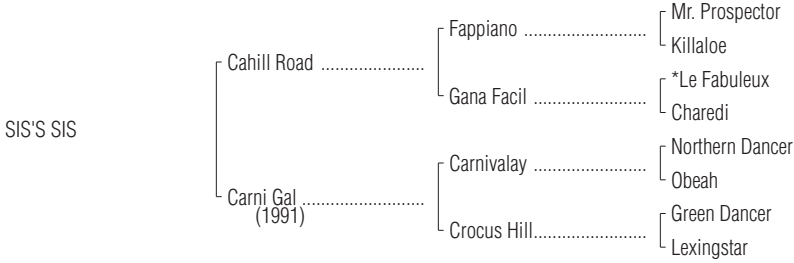 Mr. Prospector
Fappiano ..........................
Killaloe
Cahill Road ......................
*Le Fabuleux
Gana Facil ........................
Charedi
SIS'S SIS
Northern Dancer
Carnivalay ........................
Obeah
Carni Gal ..........................
(1991)
Green Dancer
Crocus Hill........................
Lexingstar